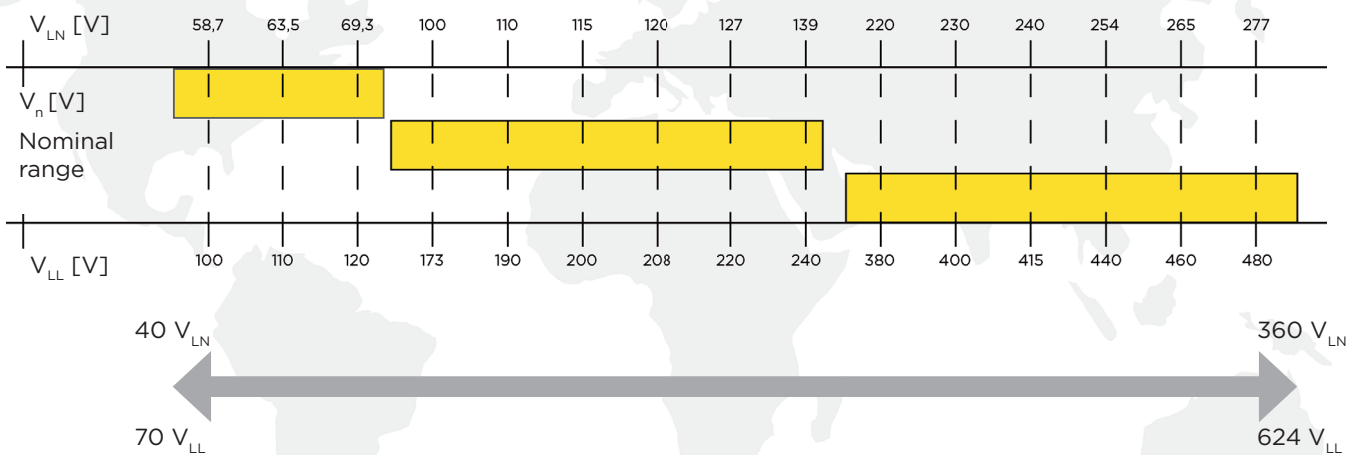 V_LN [V] 58,7 63,5 69,3 100 110 115 120 127 139 220 230 240 254 265 277
V_n [V]
Nominal
range
V_LL [V] 100 110 120 173 190 200 208 220 240 380 400 415 440 460 480
40 V_LN 360 V_LN
70 V_LL 624 V_LL